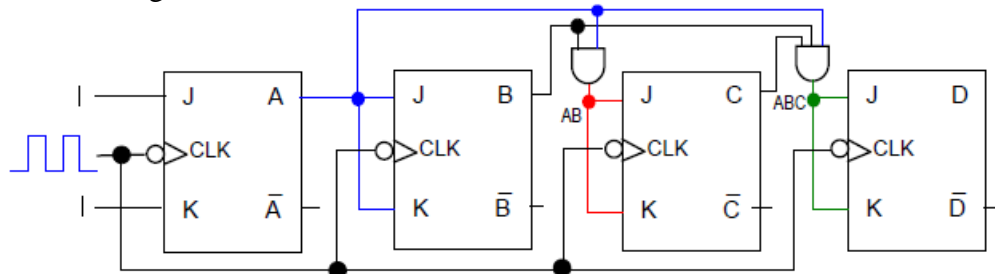 I J A J B J C J D
AB ABC
CLK CLK CLK CLK
I K A̅ K B̅ K C̅ K D̅